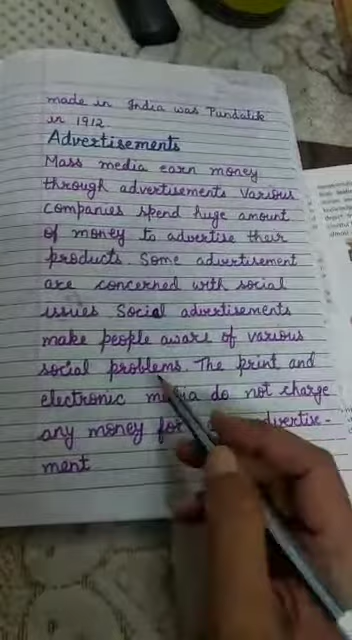 made in India was Pundalik
in 1912
Advertisements
Mass media earn money
through advertisements Various
companies spend huge amount
of money to advertise their
products. Some advertisement
are concerned with social
issues Social advertisements
make people aware of various
social problems. The print and
electronic media do not charge
any money for advertise-
ment